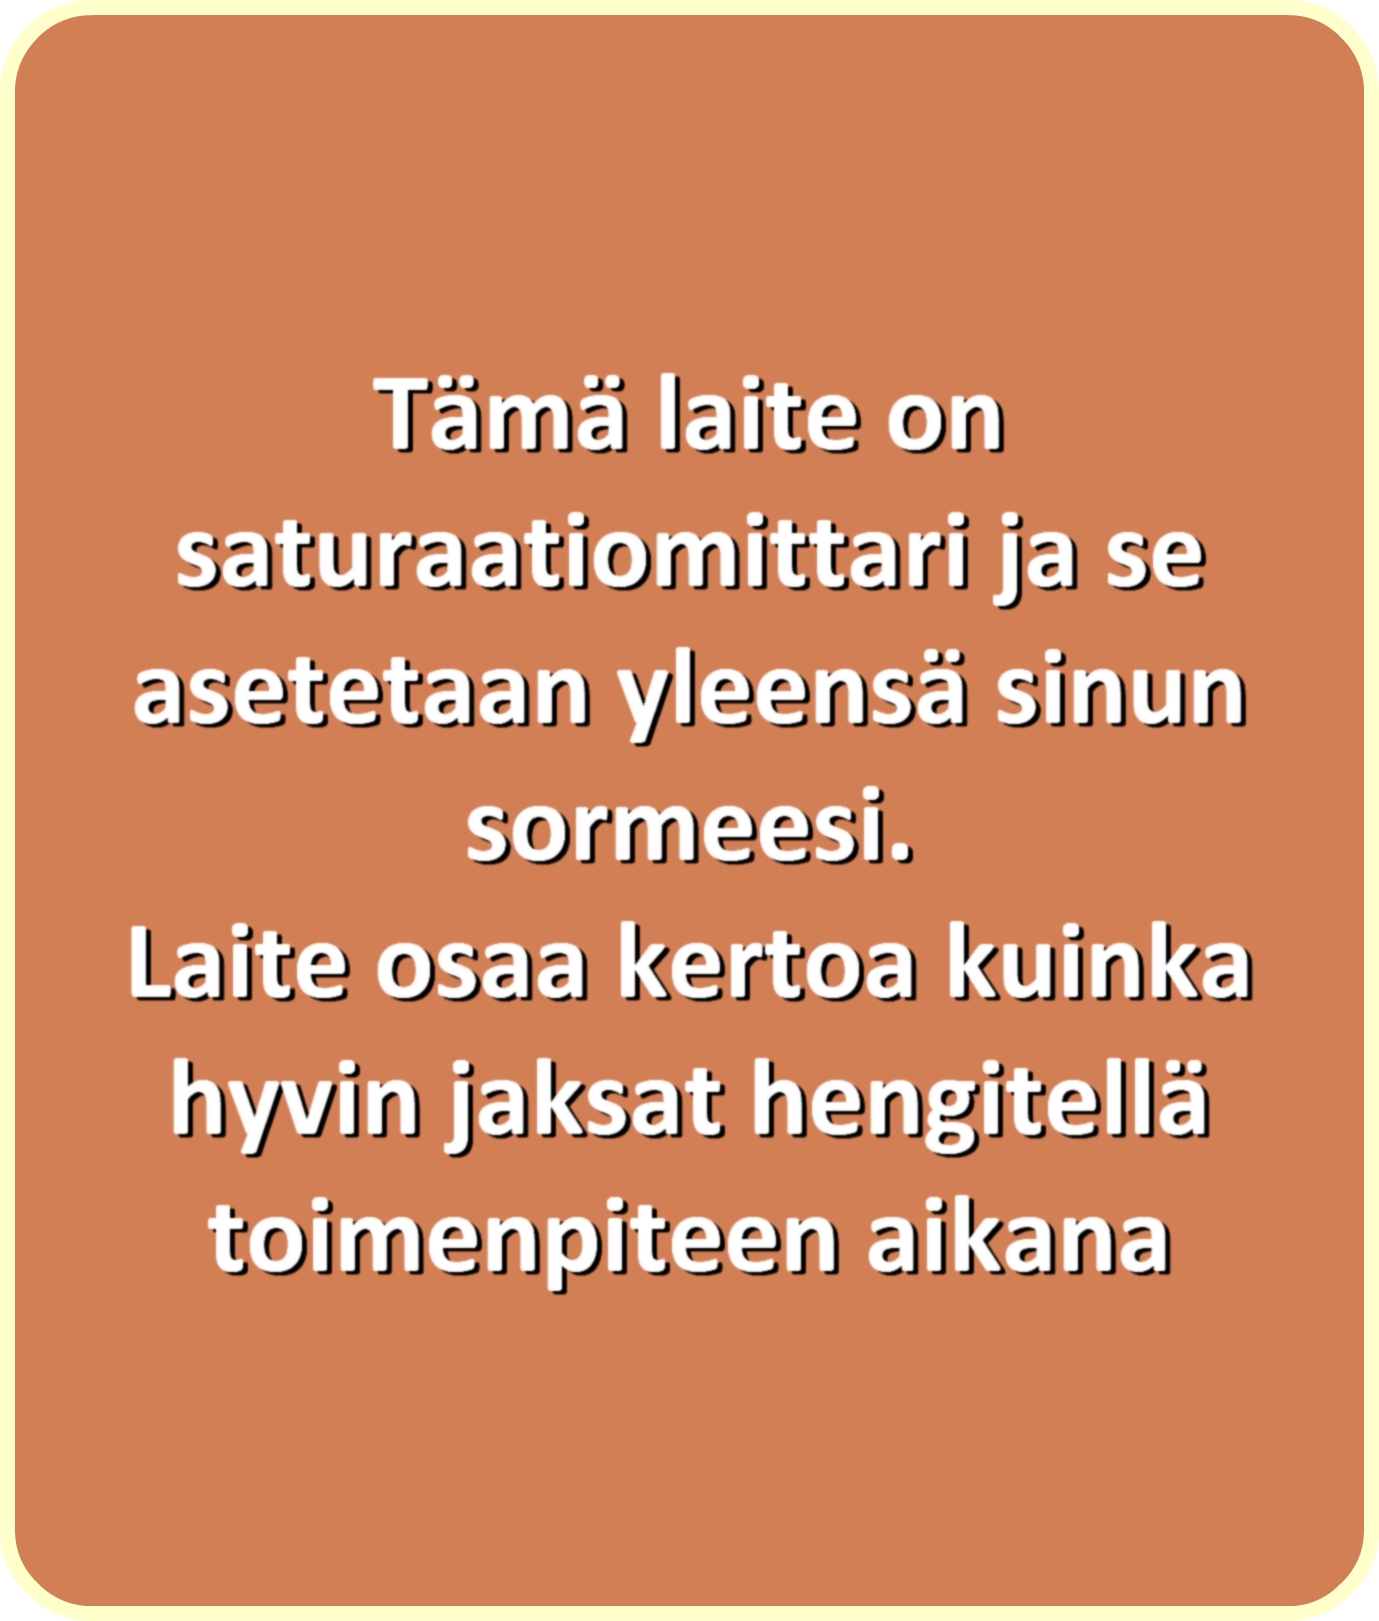 Tämä laite on
saturaatiomittari ja se
asetetaan yleensä sinun
sormeesi.
Laite osaa kertoa kuinka
hyvin jaksat hengitellä
toimenpiteen aikana